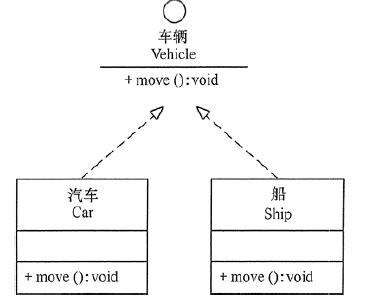 车辆
Vehicle
+ move ( ) : void
汽车
Car
+ move ( ) : void
船
Ship
+ move ( ) : void